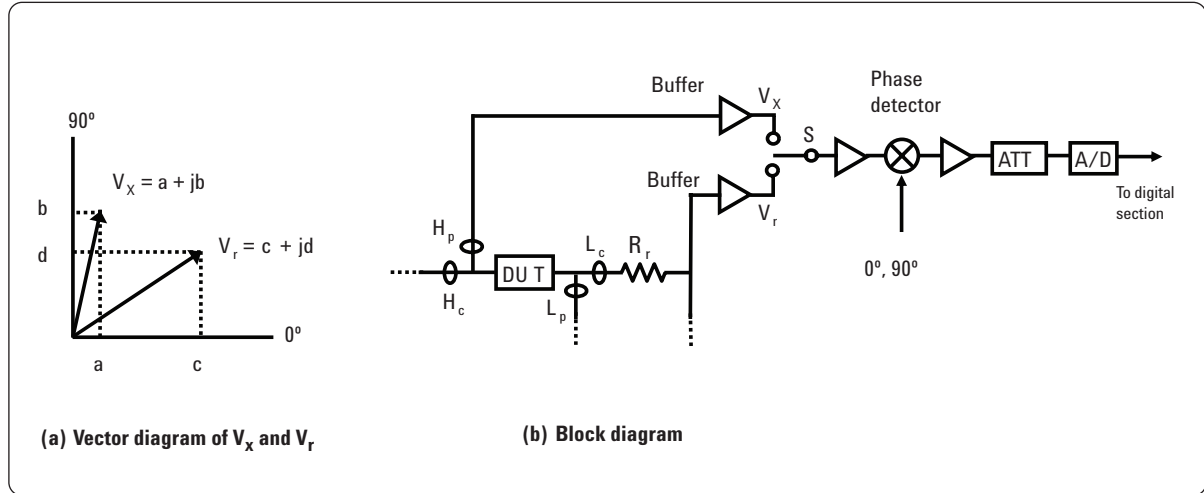 90º
b
d
V_X = a + jb
V_r = c + jd
0º
a
c
(a) Vector diagram of V_X and V_r
Buffer
V_X
Phase
detector
S
ATT
A/D
To digital
section
Buffer
V_r
H_p
L_c
R_r
DU T
H_c
L_p
0º, 90º
(b) Block diagram